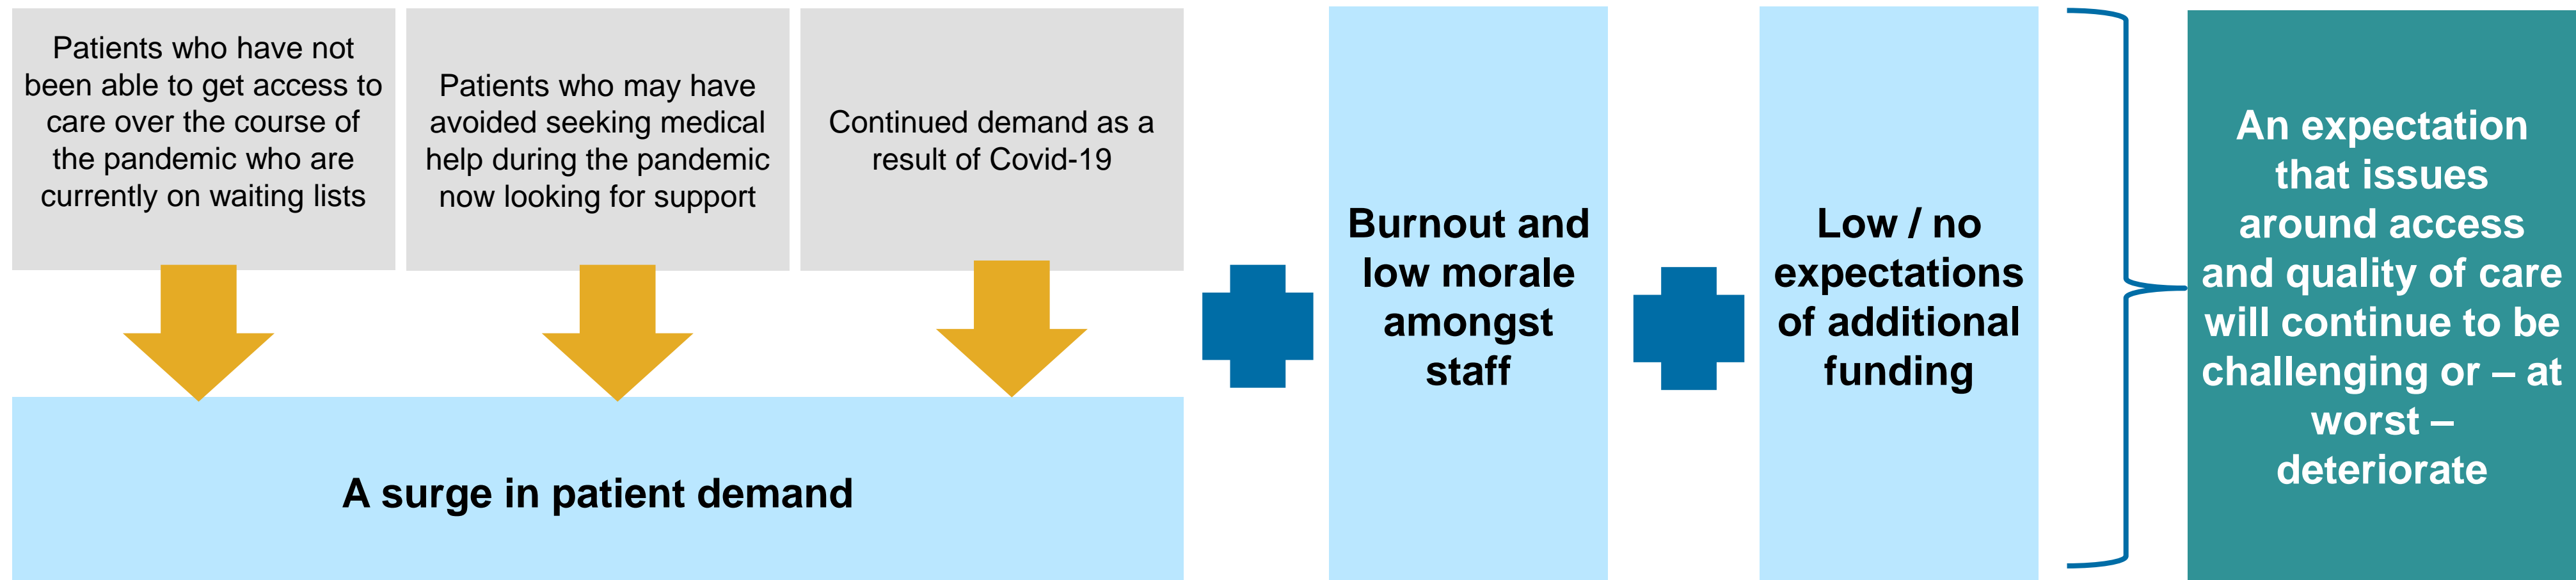 Patients who have not
been able to get access to
care over the course of
the pandemic who are
currently on waiting lists
Patients who may have
avoided seeking medical
help during the pandemic
now looking for support
Continued demand as a
result of Covid-19
A surge in patient demand
Burnout and
low morale
amongst
staff
Low / no
expectations
of additional
funding
An expectation
that issues
around access
and quality of care
will continue to be
challenging or – at
worst –
deteriorate